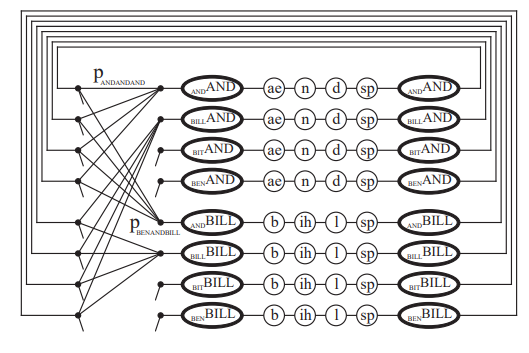 pANDANDAND
ANDAND ae n d sp ANDAND
BILLAND ae n d sp BILLAND
BITAND ae n d sp BITAND
BENAND ae n d sp BENAND
pBENANDBILL
ANDBILL b ih l sp ANDBILL
BILLBILL b ih l sp BILLBILL
BITBILL b ih l sp BITBILL
BENBILL b ih l sp BENBILL